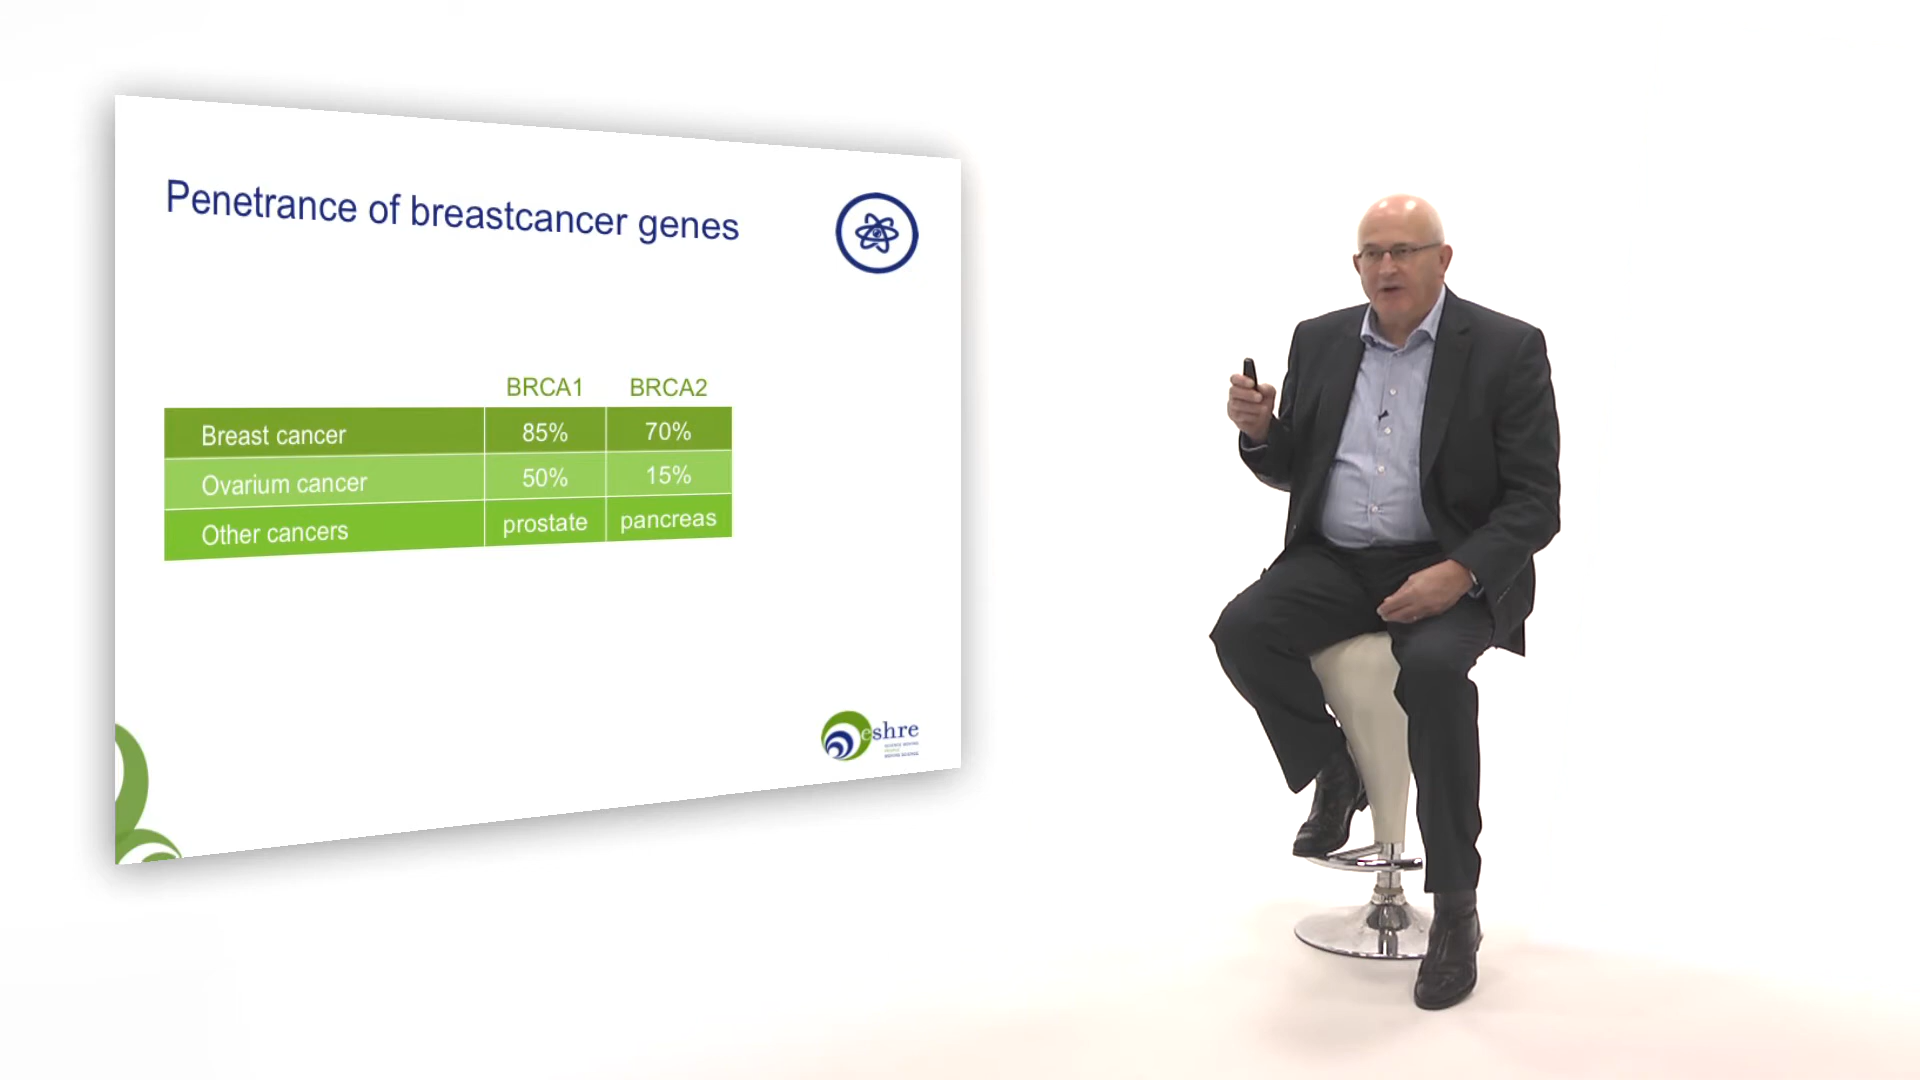 Penetrance of breastcancer genes
BRCA1 BRCA2
Breast cancer 85% 70%
Ovarium cancer 50% 15%
Other cancers prostate pancreas
eshre